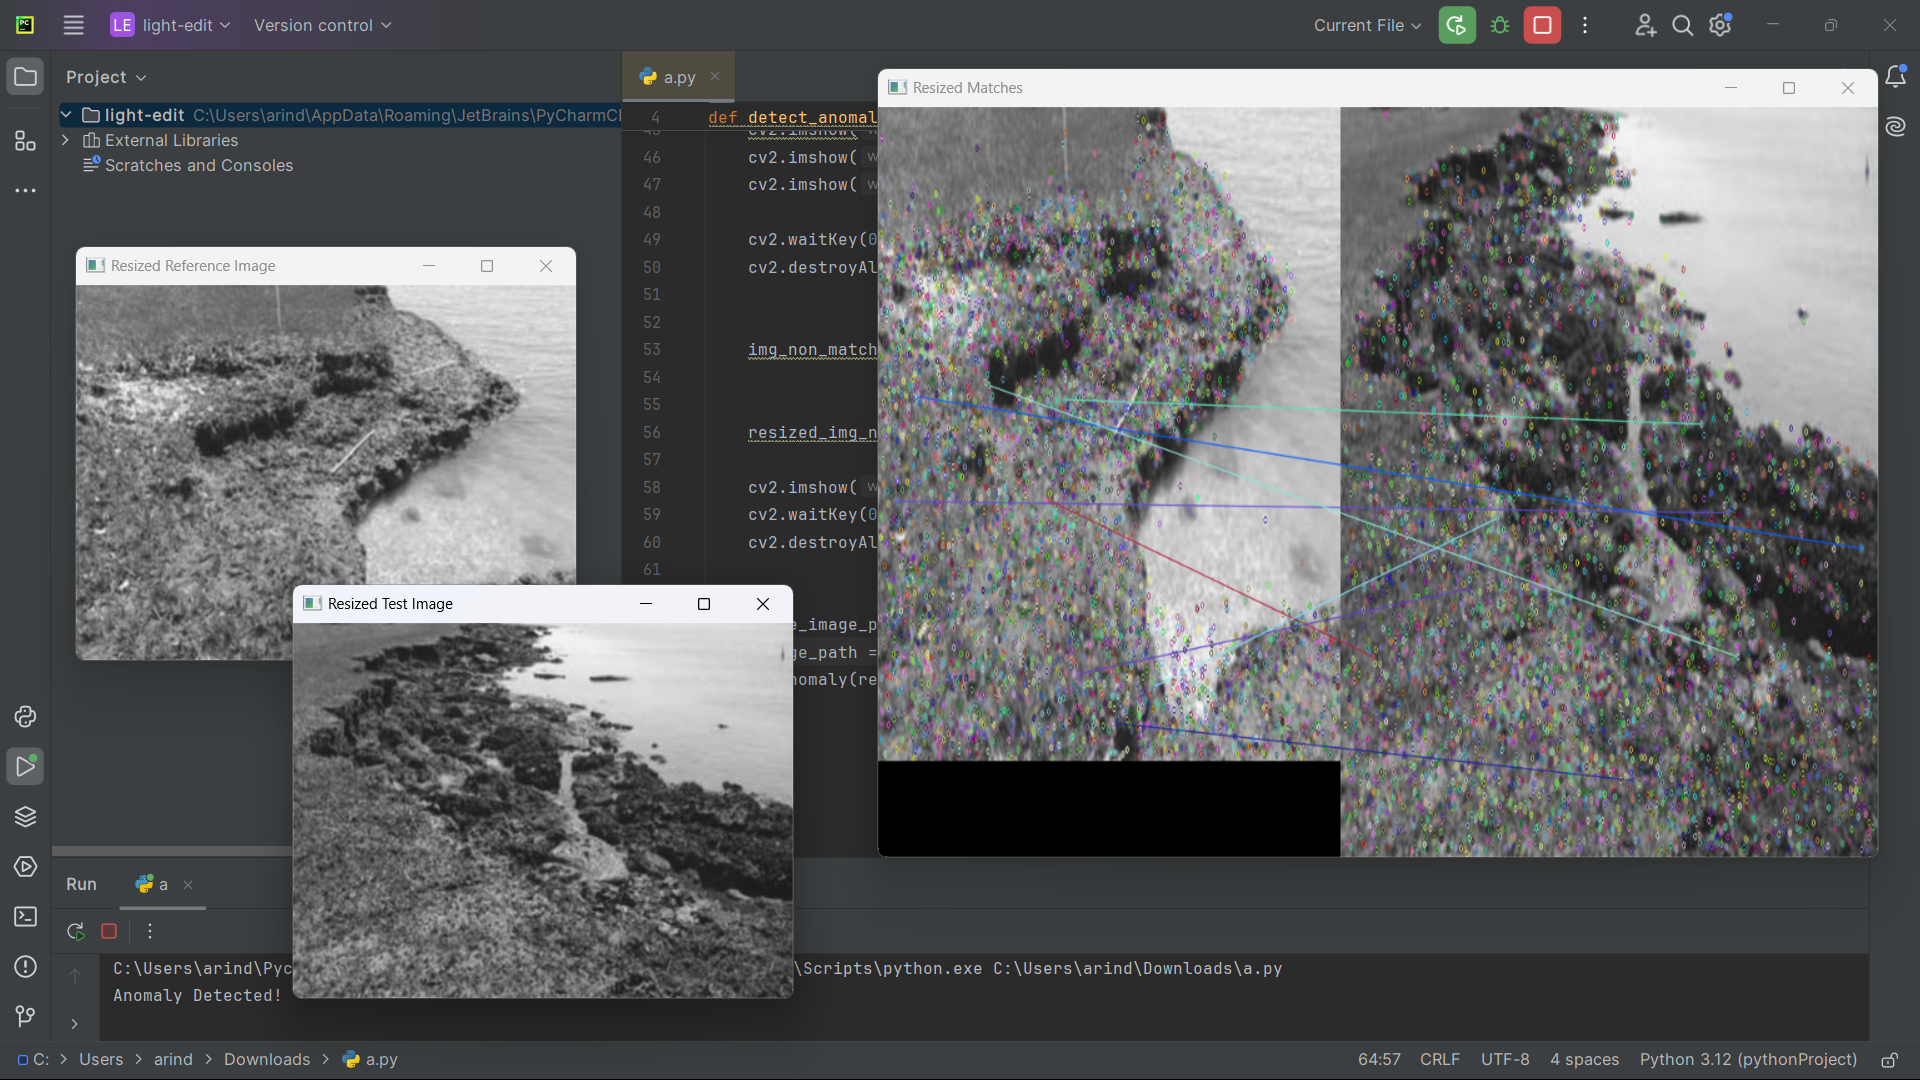 LE light-edit Version control Current File
Project
light-edit C:\Users\arind\AppData\Roaming\JetBrains\PyCharmC
External Libraries
Scratches and Consoles
a.py
4 def detect_anomal
46 cv2.imshow( w
47 cv2.imshow( w
48
49 cv2.waitKey(0
50 cv2.destroyAl
51
52
53 img_non_match
54
55
56 resized_img_n
57
58 cv2.imshow( w
59 cv2.waitKey(0
60 cv2.destroyAl
61
e_image_p
ge_path =
nomaly(re
Resized Matches
Resized Reference Image
Resized Test Image
Run a
C:\Users\arind\Pyc \Scripts\python.exe C:\Users\arind\Downloads\a.py
Anomaly Detected!
C: > Users > arind > Downloads > a.py 64:57 CRLF UTF-8 4 spaces Python 3.12 (pythonProject)